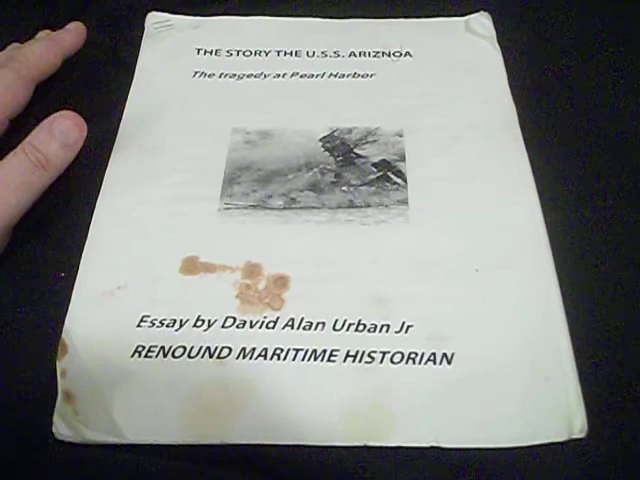 THE STORY THE U.S.S. ARIZNOA
The tragedy at Pearl Harbor
Essay by David Alan Urban Jr
RENOUND MARITIME HISTORIAN